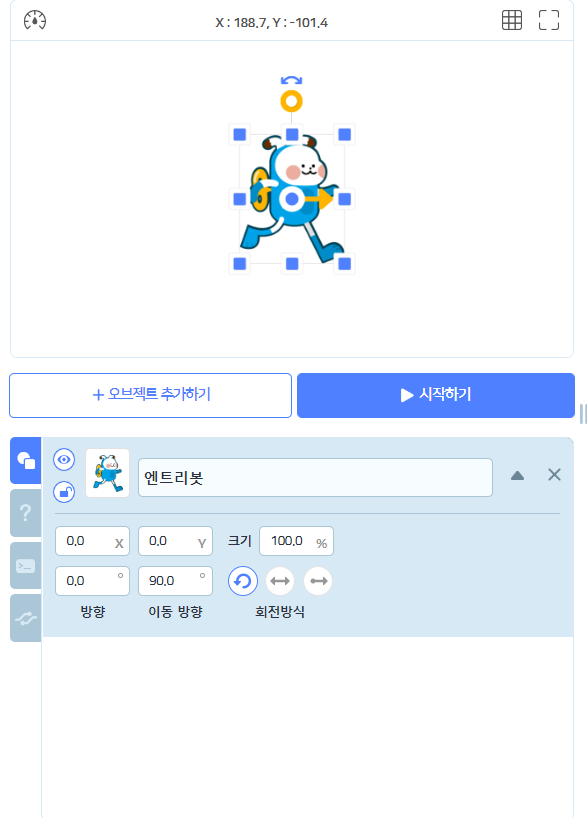 X : 188.7, Y : -101.4
+ 오브젝트 추가하기
시작하기
엔트리봇
?
0.0 X
0.0 Y
크기
100.0 %
0.0 °
90.0 °
방향
이동 방향
회전방식